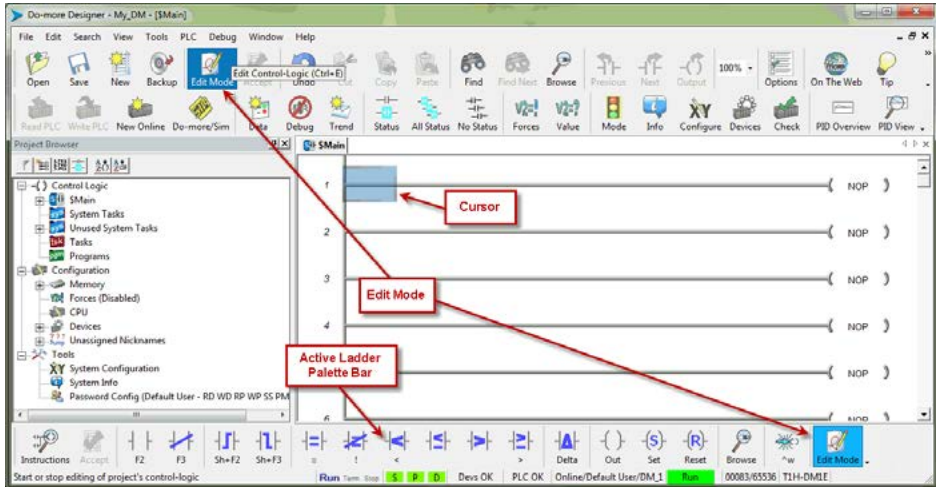 Do-more Designer - My_DM - [$Main]
File Edit Search View Tools PLC Debug Window Help
Open Save New Backup Edit Mode Accept Undo Cut Copy Paste Find Find Next Browse Previous Next Output 100% Options On The Web Tip
Edit Control-Logic (Ctrl+E)
Read PLC Write PLC New Online Do-more/Sim Data Debug Trend Status All Status No Status Forces Value Mode Info Configure Devices Check PID Overview PID View
Project Browser
$Main
Control Logic
$Main
System Tasks
Unused System Tasks
Tasks
Programs
Configuration
Memory
Forces (Disabled)
CPU
Devices
Unassigned Nicknames
Tools
System Configuration
System Info
Password Config (Default User - RD WD RP WP SS PM
1 NOP
Cursor
2 NOP
3 NOP
Edit Mode
4 NOP
Active Ladder
Palette Bar
NOP
6 NOP
Instructions Accept F2 F3 Sh+F2 Sh+F3 = ! < > Delta Out Set Reset Browse ^w Edit Mode
Start or stop editing of project's control-logic
Run Term Stop S P D Devs OK PLC OK Online/Default User/DM_1 Run 00083/65536 T1H-DM1E